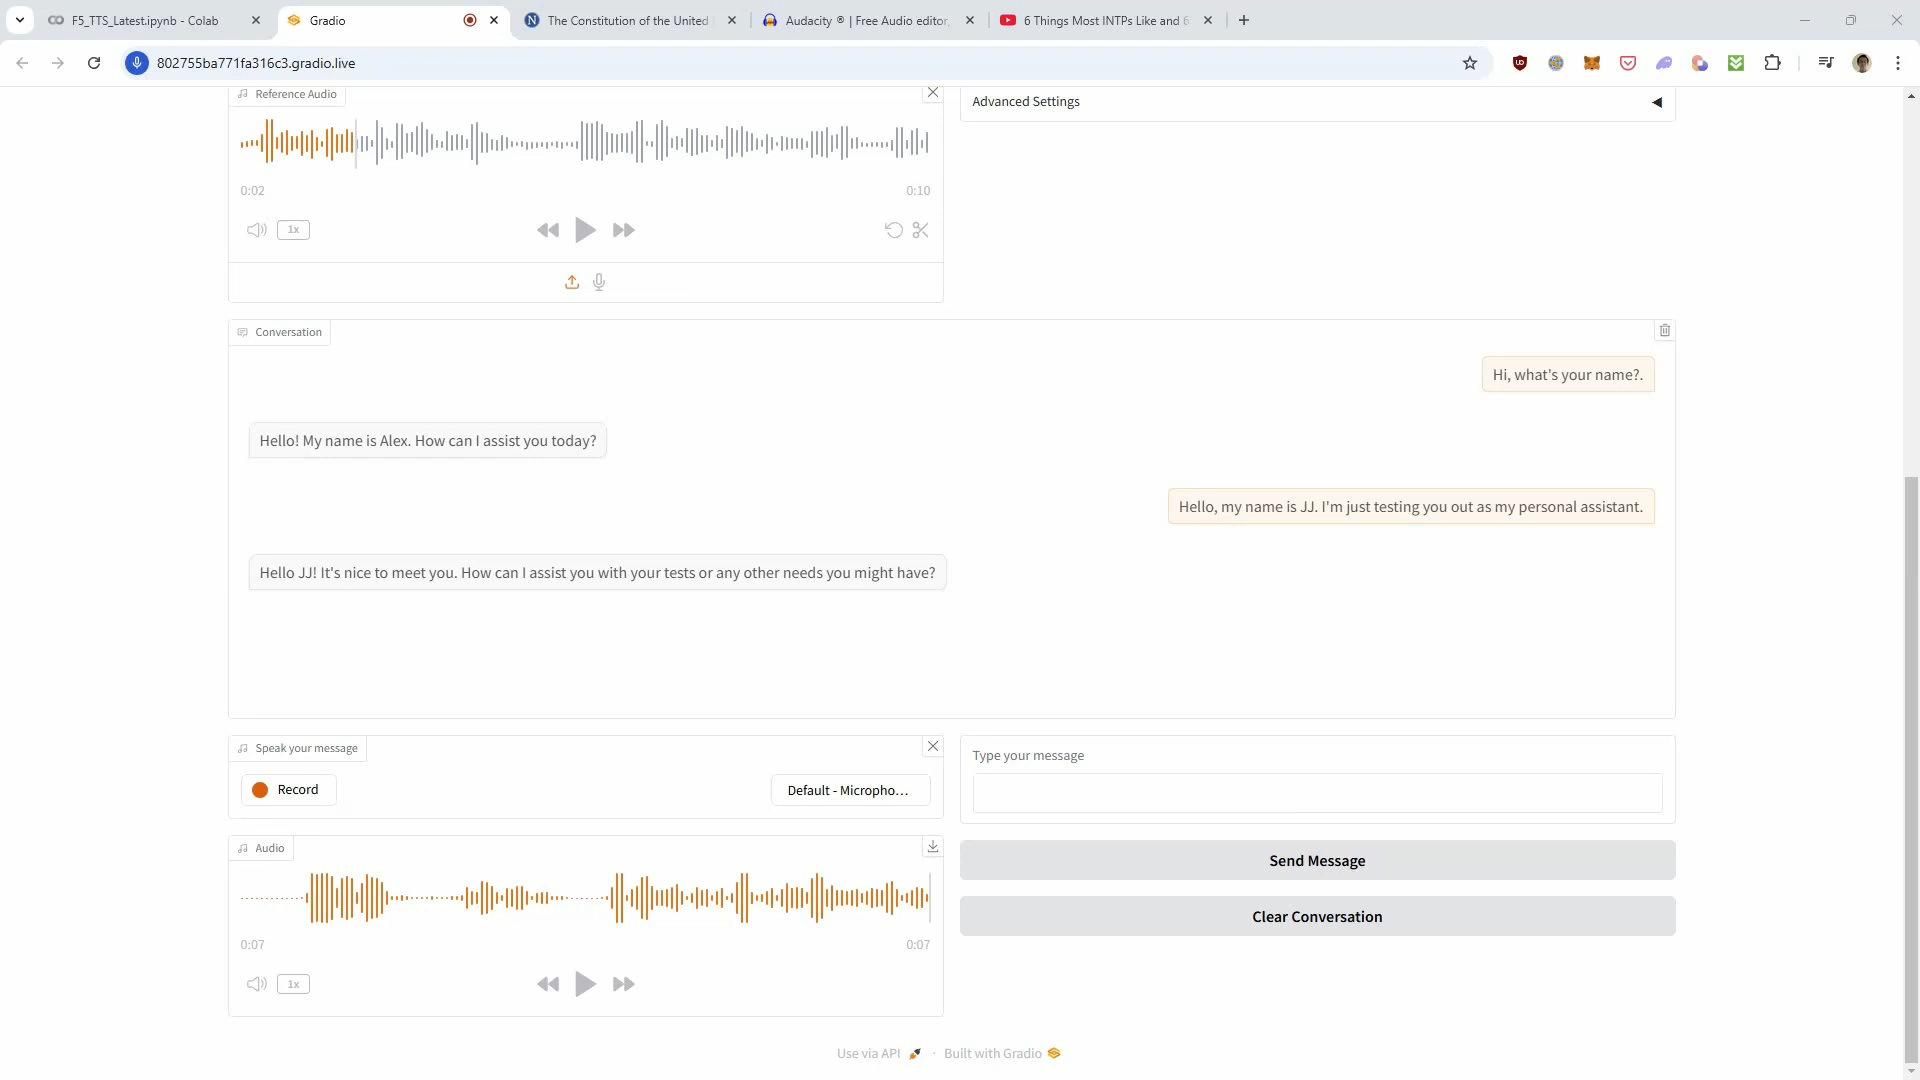 F5_TTS_Latest.ipynb - Colab
Gradio
The Constitution of the United
Audacity ® | Free Audio editor,
6 Things Most INTPs Like and 6
802755ba771fa316c3.gradio.live
Reference Audio
Advanced Settings
0:02
0:10
1x
Conversation
Hi, what's your name?.
Hello! My name is Alex. How can I assist you today?
Hello, my name is JJ. I'm just testing you out as my personal assistant.
Hello JJ! It's nice to meet you. How can I assist you with your tests or any other needs you might have?
Speak your message
Type your message
Record
Default - Micropho...
Audio
Send Message
Clear Conversation
0:07
0:07
1x
Use via API
·
Built with Gradio